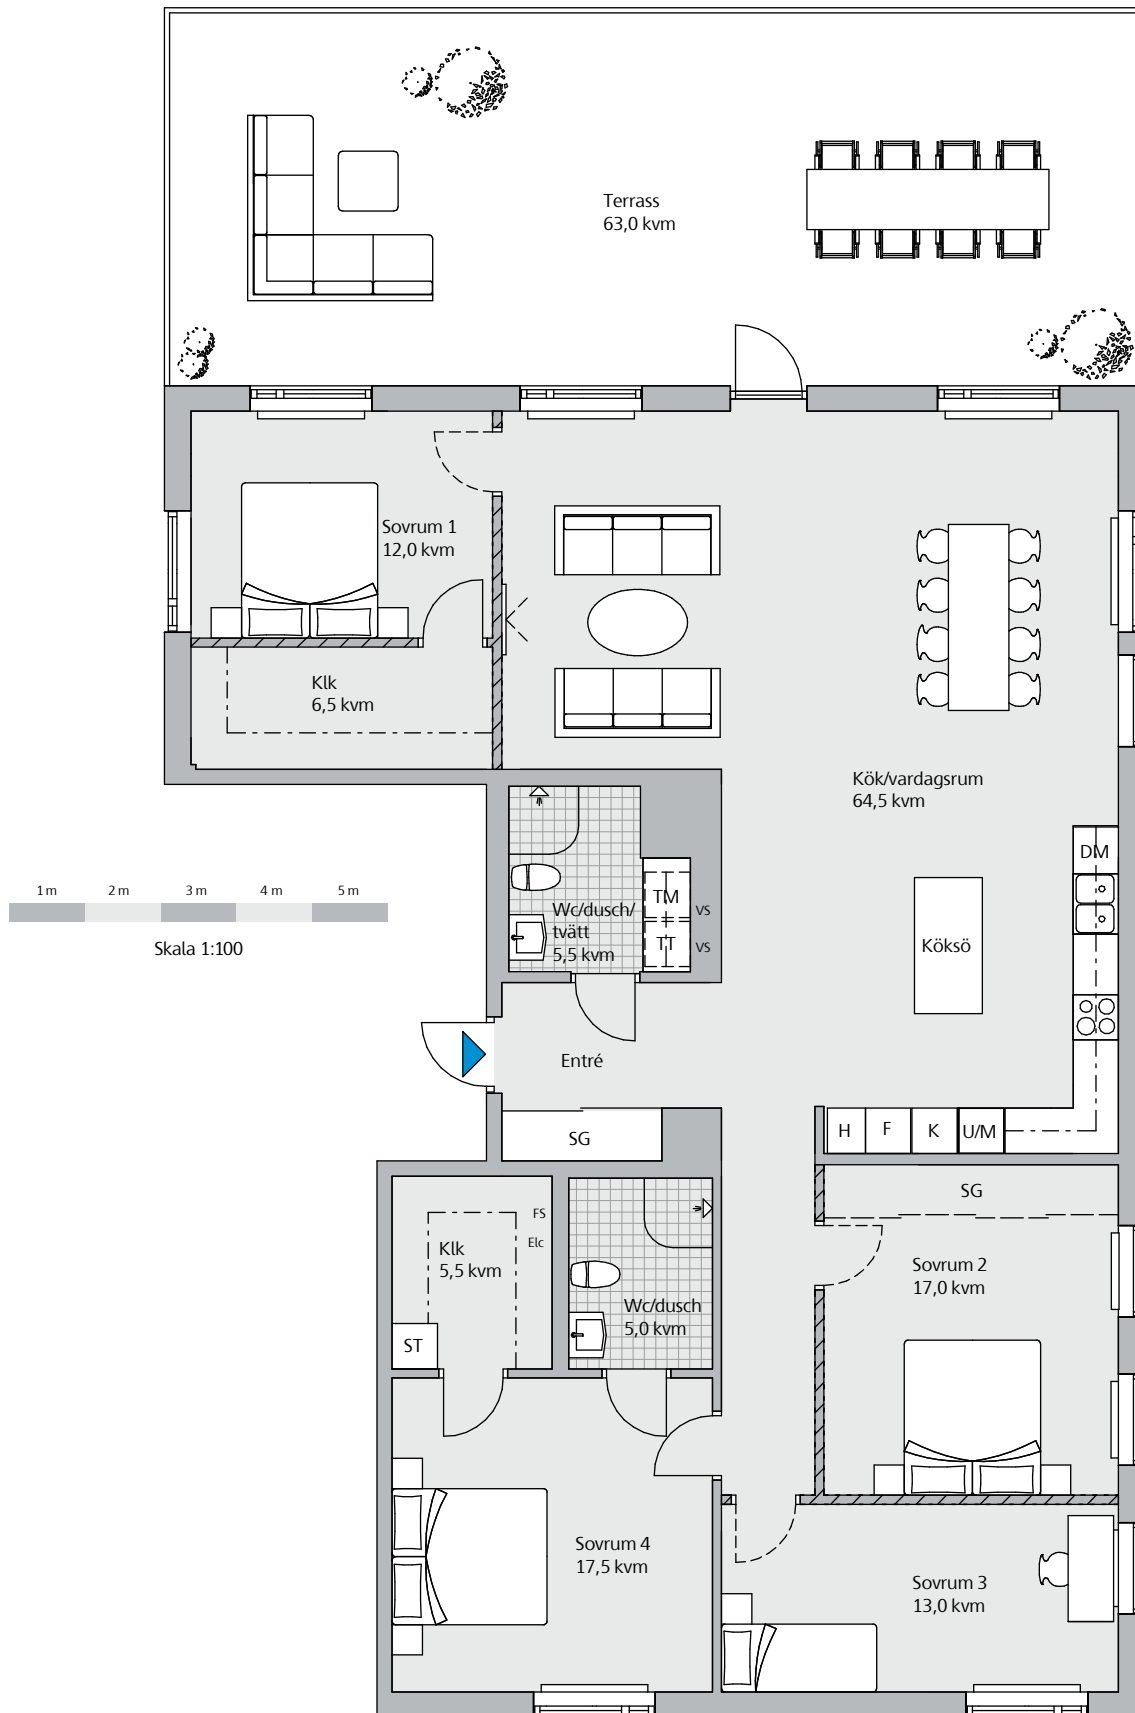 Terrass
63,0 kvm
Sovrum 1
12,0 kvm
Klk
6,5 kvm
Kök/vardagsrum
64,5 kvm
DM
1 m 2 m 3 m 4 m 5 m
Skala 1:100
TM
VS
Wc/dusch/
tvätt
5,5 kvm
TT
VS
Köksö
Entré
SG
H F K U/M
SG
FS
Elc
Klk
5,5 kvm
ST
Wc/dusch
5,0 kvm
Sovrum 2
17,0 kvm
Sovrum 4
17,5 kvm
Sovrum 3
13,0 kvm